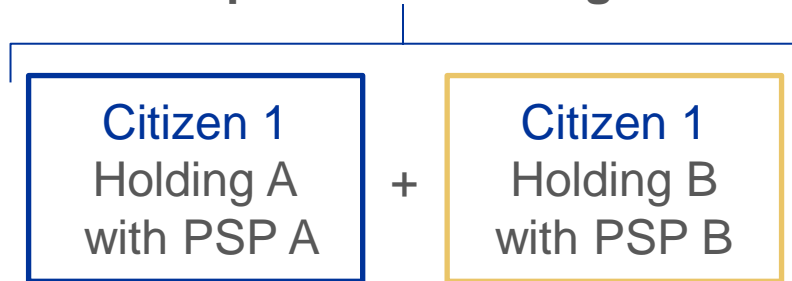 Citizen 1
Holding A
with PSP A
+
Citizen 1
Holding B
with PSP B